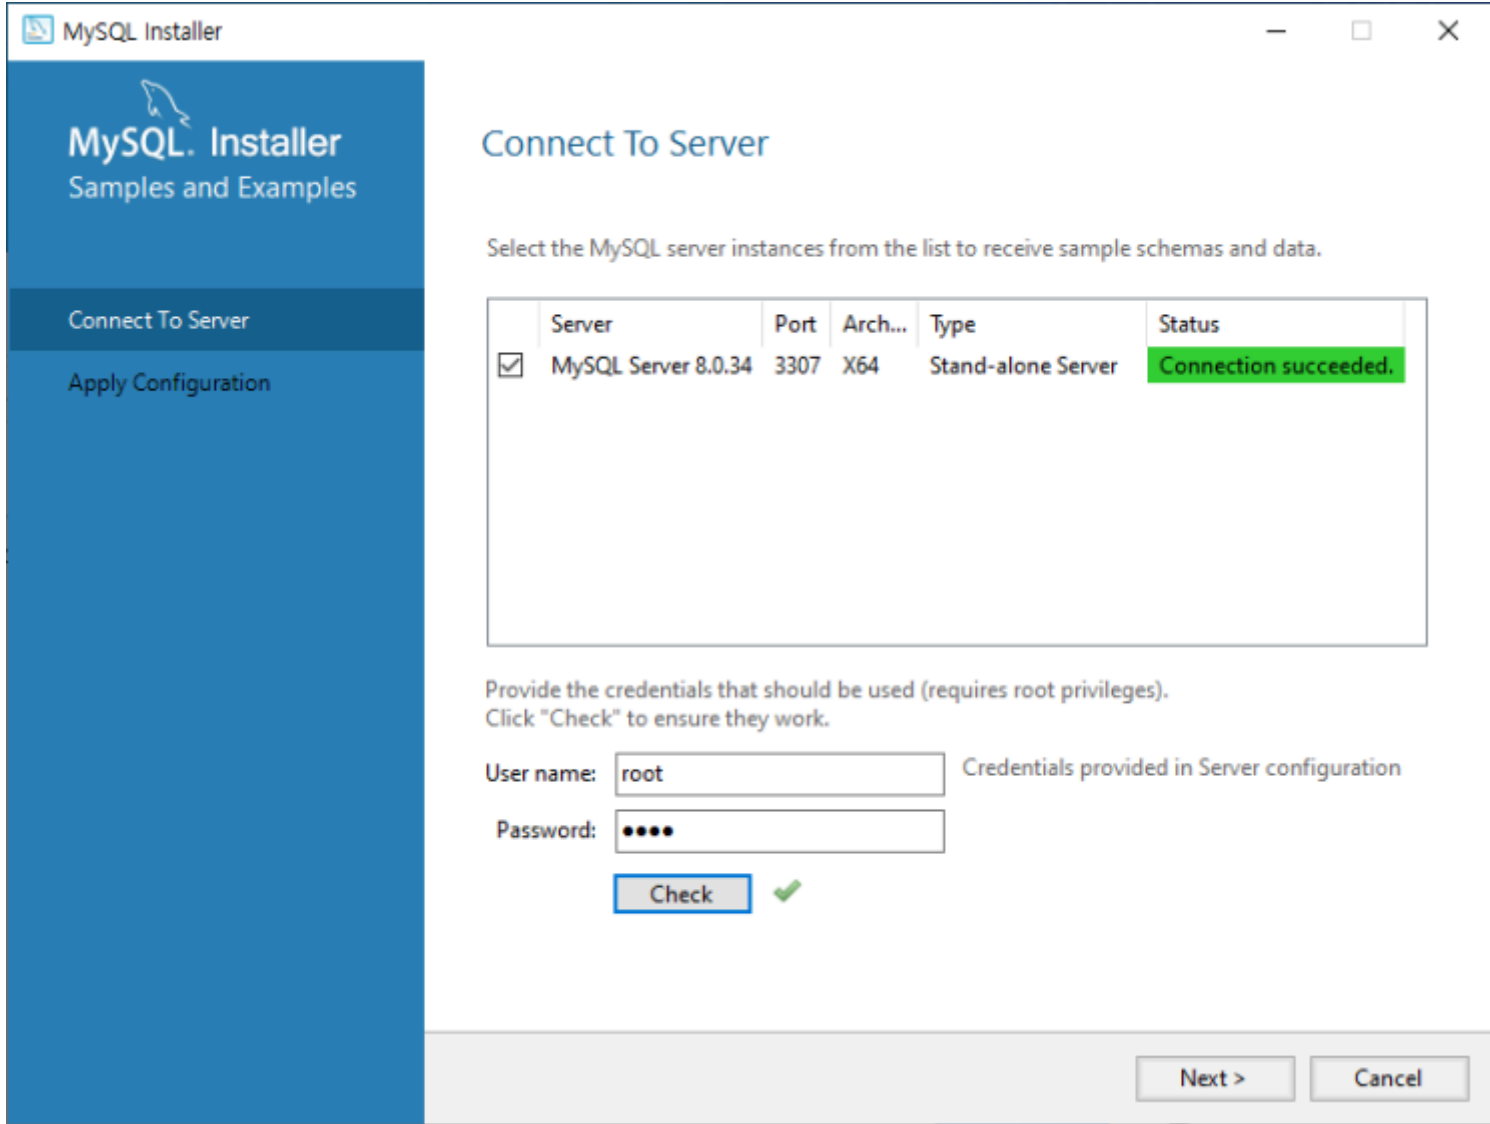 MySQL Installer
MySQL. Installer
Samples and Examples
Connect To Server
Apply Configuration
Connect To Server
Select the MySQL server instances from the list to receive sample schemas and data.
Server Port Arch... Type Status
MySQL Server 8.0.34 3307 X64 Stand-alone Server Connection succeeded.
Provide the credentials that should be used (requires root privileges).
Click "Check" to ensure they work.
User name: root Credentials provided in Server configuration
Password: ●●●●
Check
Next > Cancel